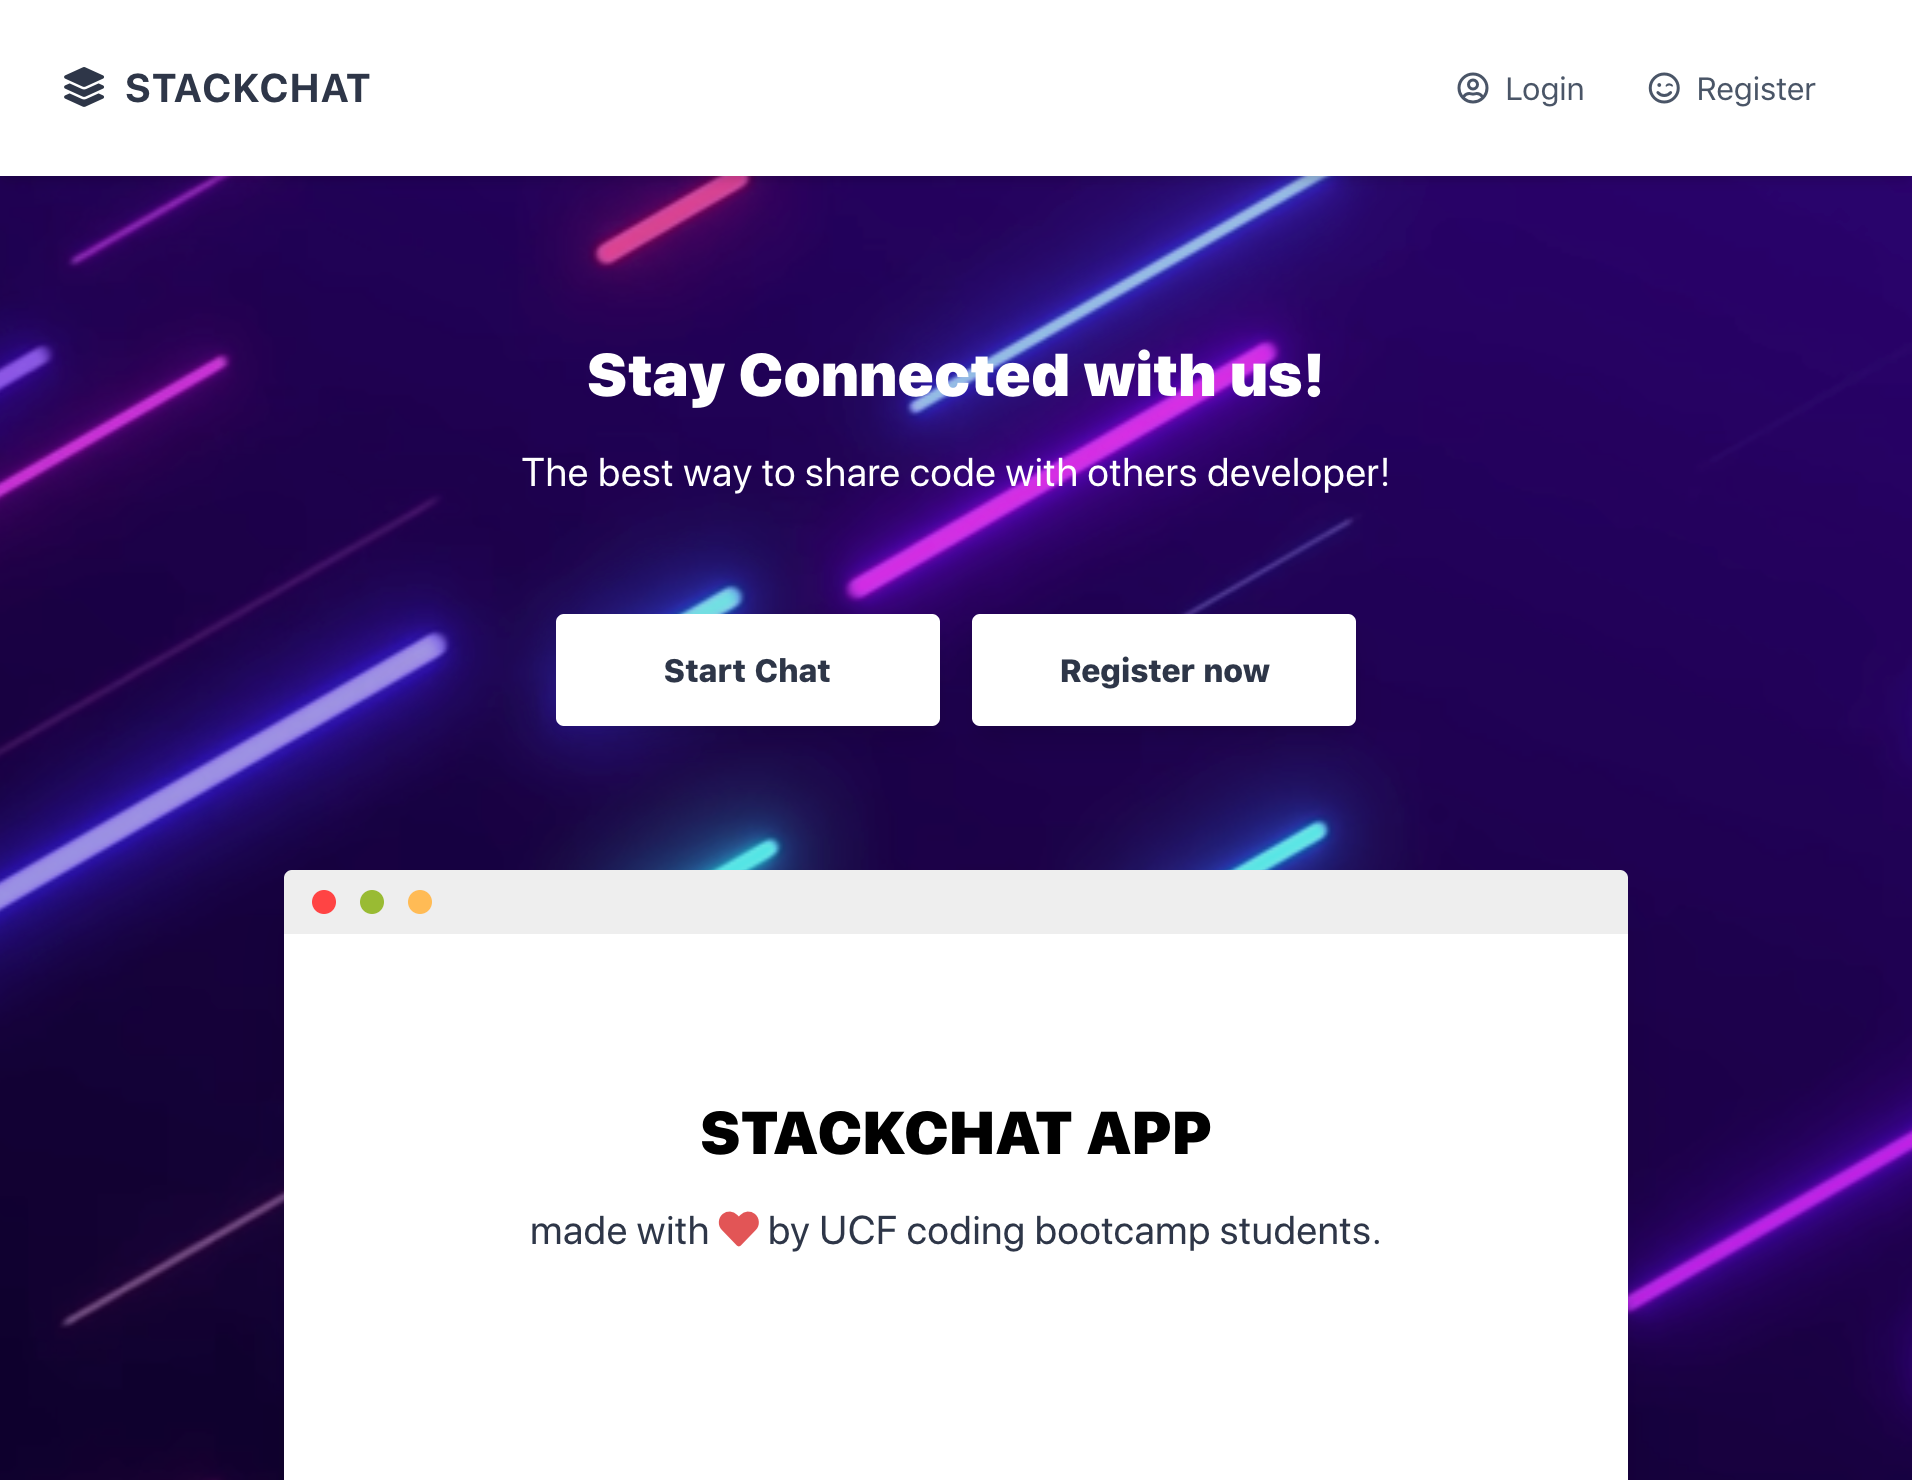 STACKCHAT
Login
Register
Stay Connected with us!
The best way to share code with others developer!
Start Chat
Register now
STACKCHAT APP
made with by UCF coding bootcamp students.